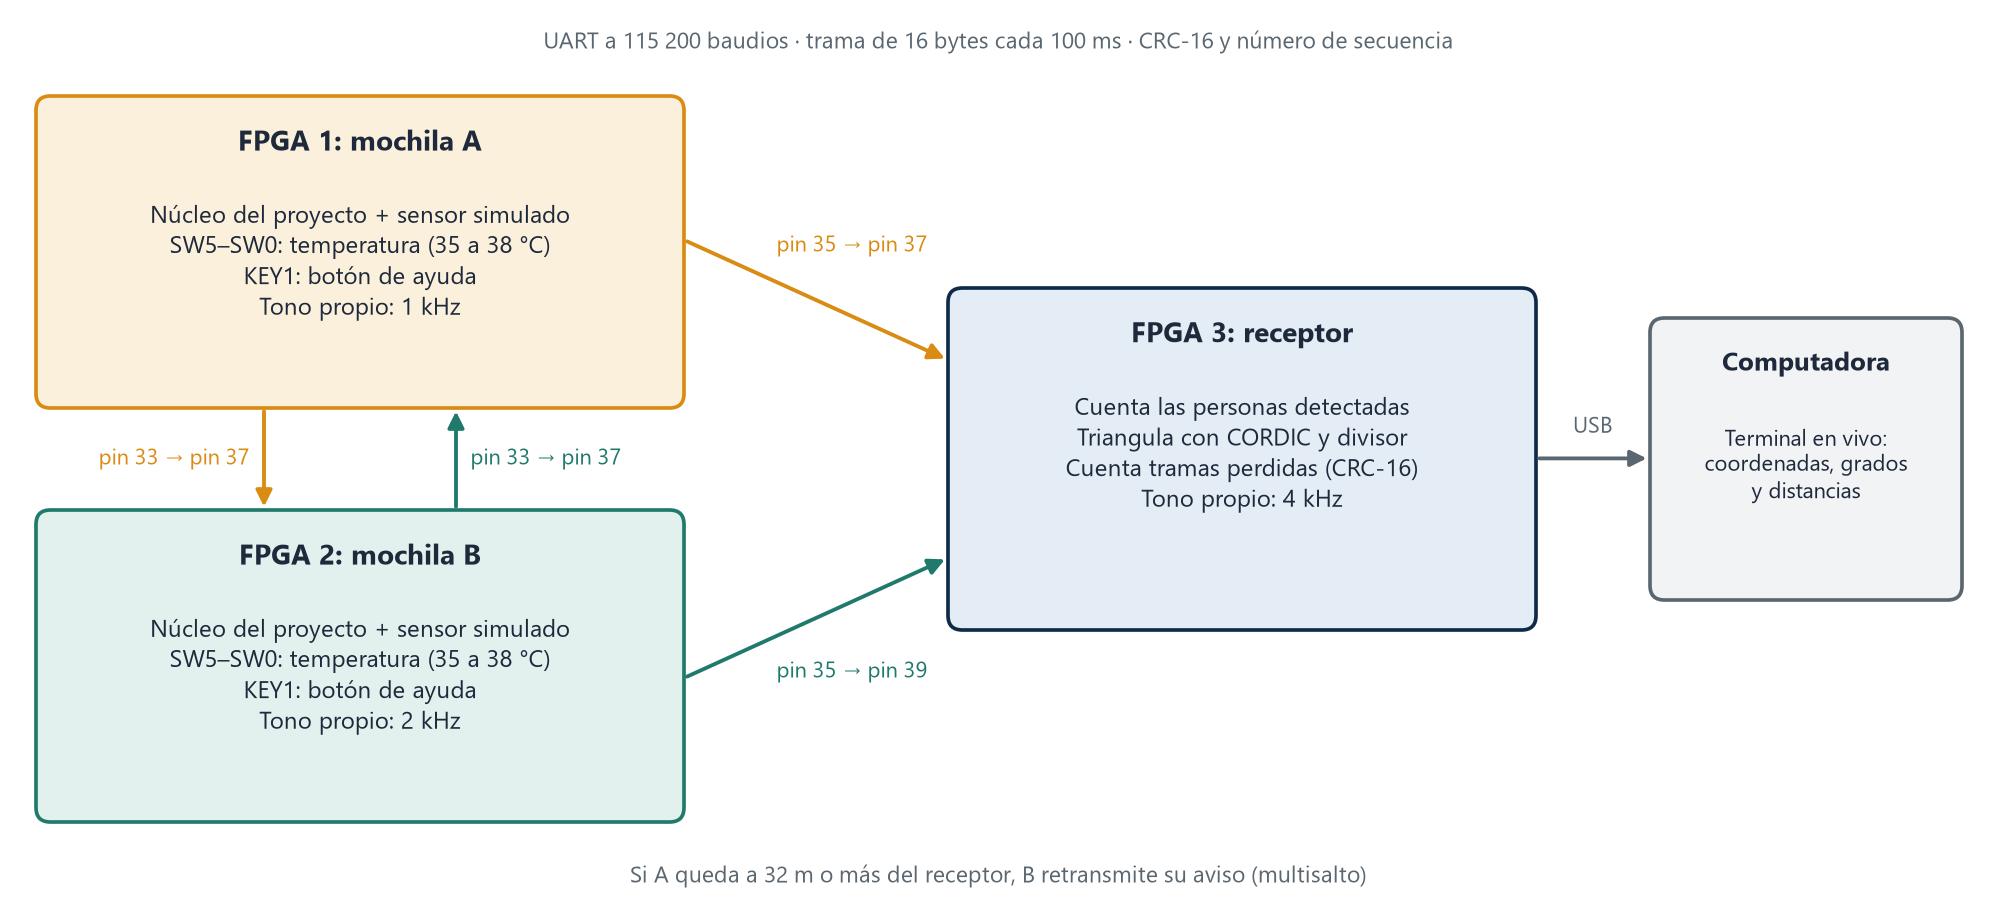 UART a 115 200 baudios · trama de 16 bytes cada 100 ms · CRC-16 y número de secuencia
FPGA 1: mochila A
Núcleo del proyecto + sensor simulado
SW5–SW0: temperatura (35 a 38 °C)
KEY1: botón de ayuda
Tono propio: 1 kHz
pin 35 → pin 37
pin 33 → pin 37
pin 33 → pin 37
FPGA 2: mochila B
Núcleo del proyecto + sensor simulado
SW5–SW0: temperatura (35 a 38 °C)
KEY1: botón de ayuda
Tono propio: 2 kHz
pin 35 → pin 39
FPGA 3: receptor
Cuenta las personas detectadas
Triangula con CORDIC y divisor
Cuenta tramas perdidas (CRC-16)
Tono propio: 4 kHz
USB
Computadora
Terminal en vivo:
coordenadas, grados
y distancias
Si A queda a 32 m o más del receptor, B retransmite su aviso (multisalto)